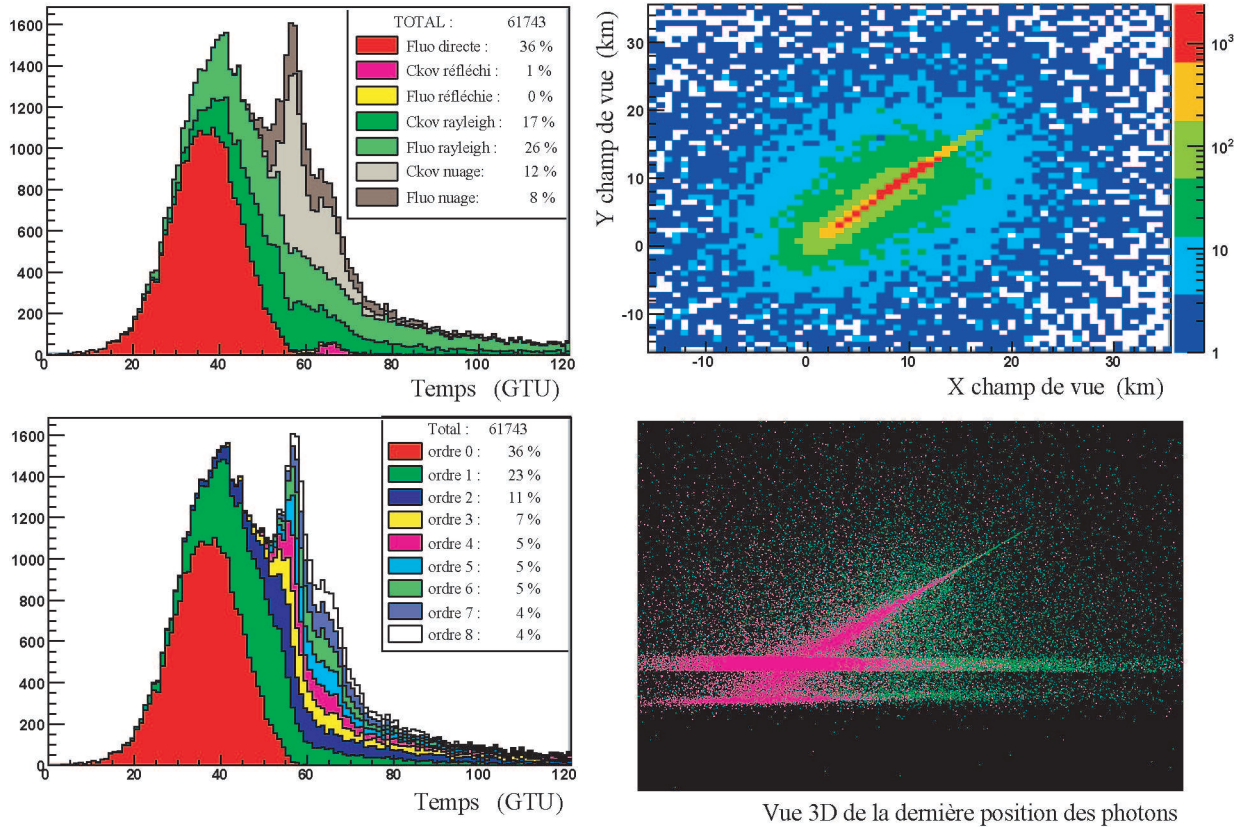 TOTAL : 61743
Fluo directe : 36 %
Ckov réfléchi : 1 %
Fluo réfléchie : 0 %
Ckov rayleigh : 17 %
Fluo rayleigh : 26 %
Ckov nuage: 12 %
Fluo nuage: 8 %
1600
1400
1200
1000
800
600
400
200
0
0 20 40 60 80 100 120
Temps (GTU)
Y champ de vue (km)
30
20
10
0
-10
-10 0 10 20 30
X champ de vue (km)
10³
10²
10
1
Total : 61743
ordre 0 : 36 %
ordre 1 : 23 %
ordre 2 : 11 %
ordre 3 : 7 %
ordre 4 : 5 %
ordre 5 : 5 %
ordre 6 : 5 %
ordre 7 : 4 %
ordre 8 : 4 %
1600
1400
1200
1000
800
600
400
200
0
0 20 40 60 80 100 120
Temps (GTU)
Vue 3D de la dernière position des photons